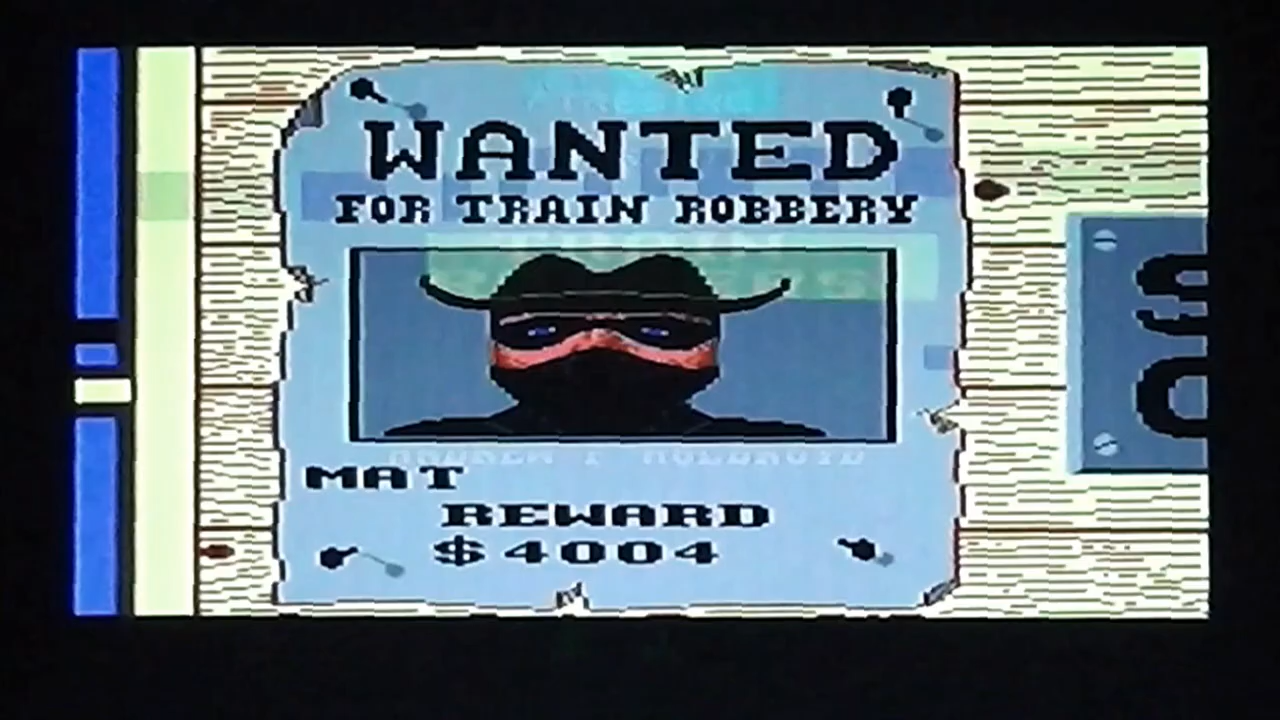 WANTED
FOR TRAIN ROBBERY
MAT
REWARD
$4004